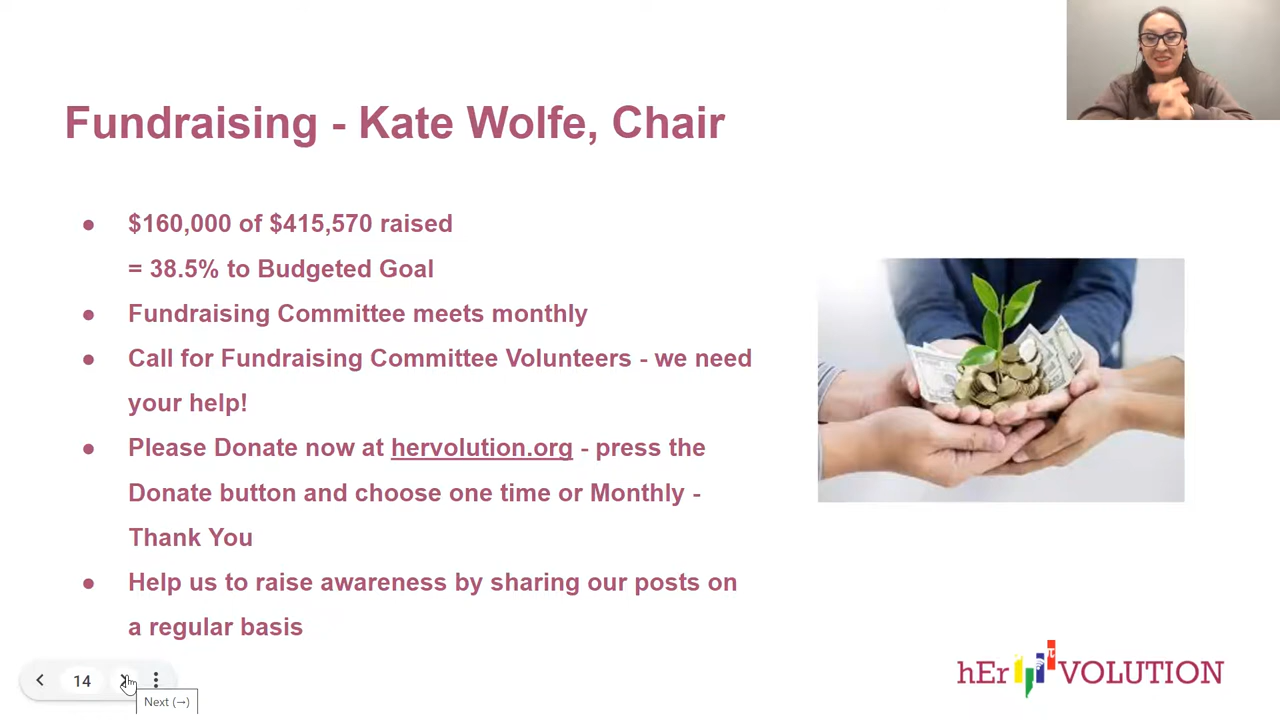 Fundraising - Kate Wolfe, Chair
● $160,000 of $415,570 raised
= 38.5% to Budgeted Goal
● Fundraising Committee meets monthly
● Call for Fundraising Committee Volunteers - we need
your help!
● Please Donate now at hervolution.org - press the
Donate button and choose one time or Monthly -
Thank You
● Help us to raise awareness by sharing our posts on
a regular basis
hEr VOLUTION
14
Next (→)